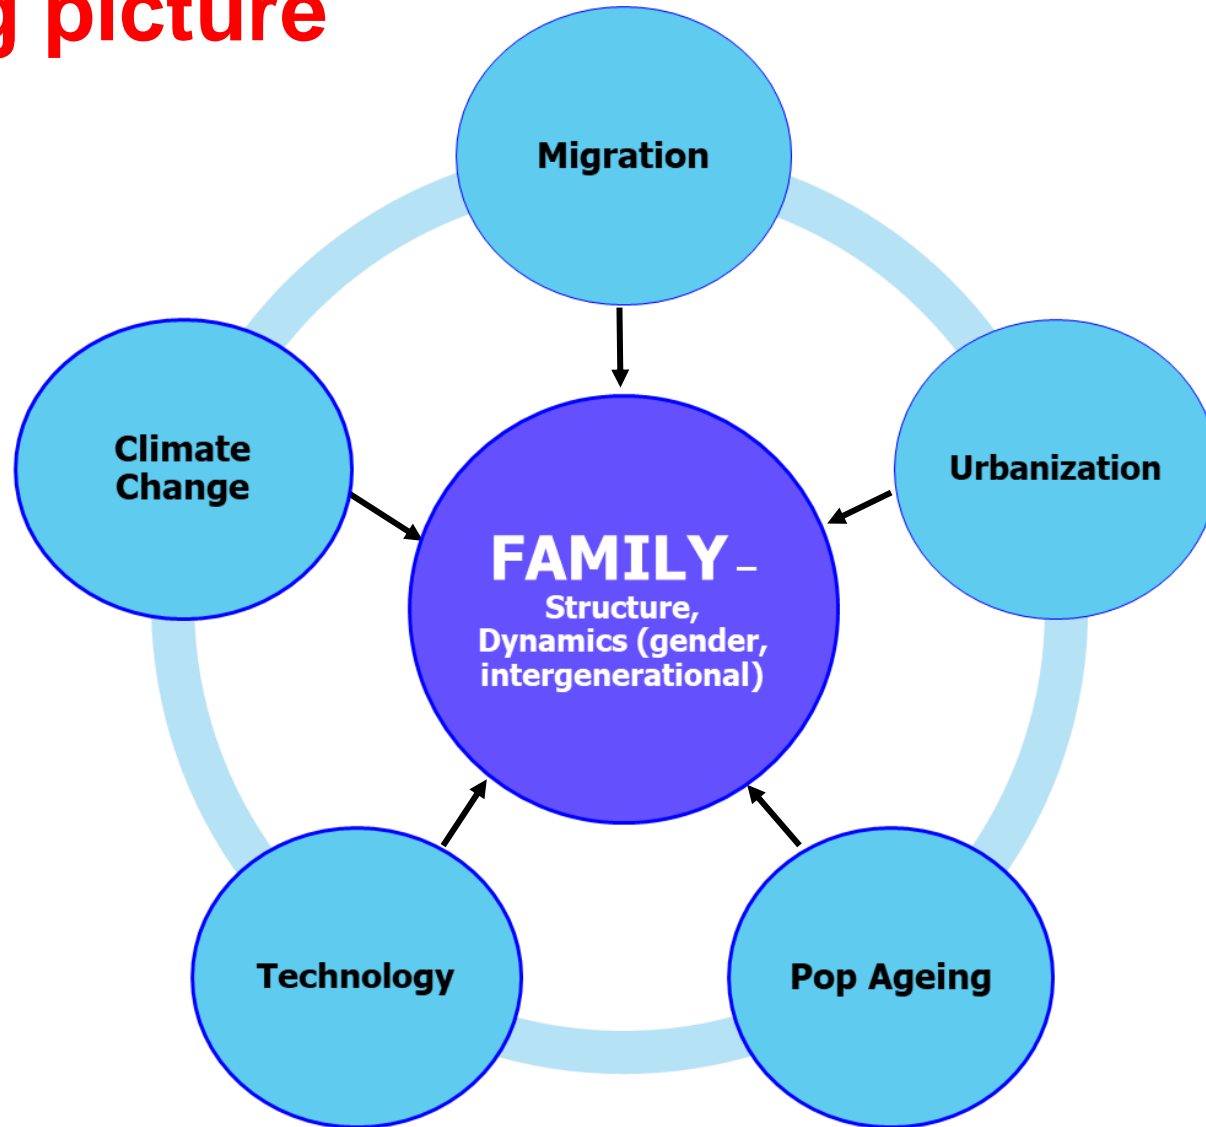 g picture
Migration
Climate
Change
Urbanization
FAMILY –
Structure,
Dynamics (gender,
intergenerational)
Technology
Pop Ageing